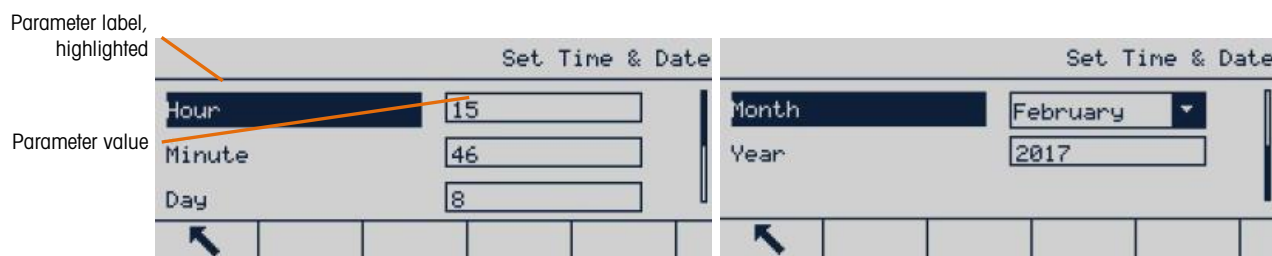 Parameter label,
highlighted
Set Time & Date
Hour 15
Parameter value
Minute 46
Day 8
Set Time & Date
Month February
Year 2017